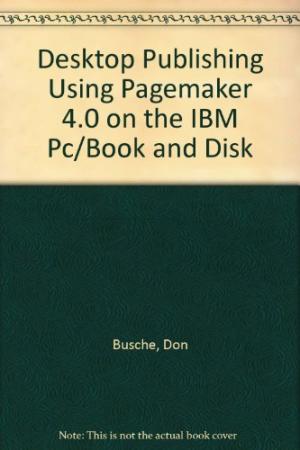 Desktop Publishing
Using Pagemaker
4.0 on the IBM
Pc/Book and Disk
Busche, Don
Note: This is not the actual book cover